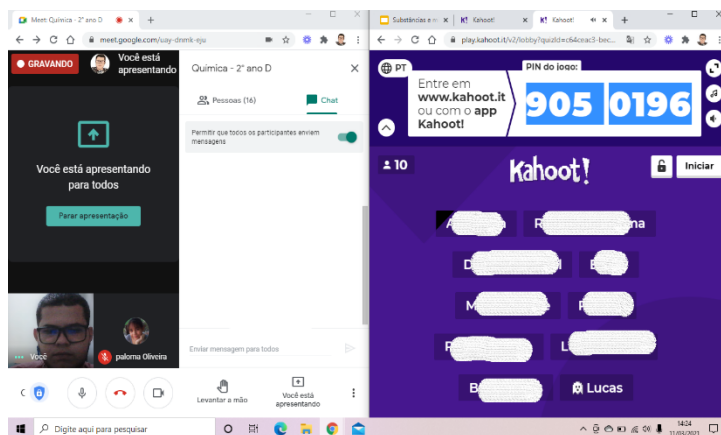 Meet: Química - 2° ano D
meet.google.com/uay-dnmk-eju
GRAVANDO
Você está
apresentando
Química - 2° ano D
Pessoas (16)
Chat
Permitir que todos os participantes enviem
mensagens
Você está apresentando
para todos
Parar apresentação
Você
paloma Oliveira
Enviar mensagem para todos
Levantar a mão
Você está
apresentando
Digite aqui para pesquisar
Substâncias e
Kahoot!
Kahoot!
play.kahoot.it/v2/lobby?quizId=c64ceac3-bec...
PT
Entre em
www.kahoot.it
ou com o app
Kahoot!
PIN do jogo:
905 0196
10
Kahoot!
Iniciar
A
R na
D
M
B
Lucas
14:24
11/03/2021